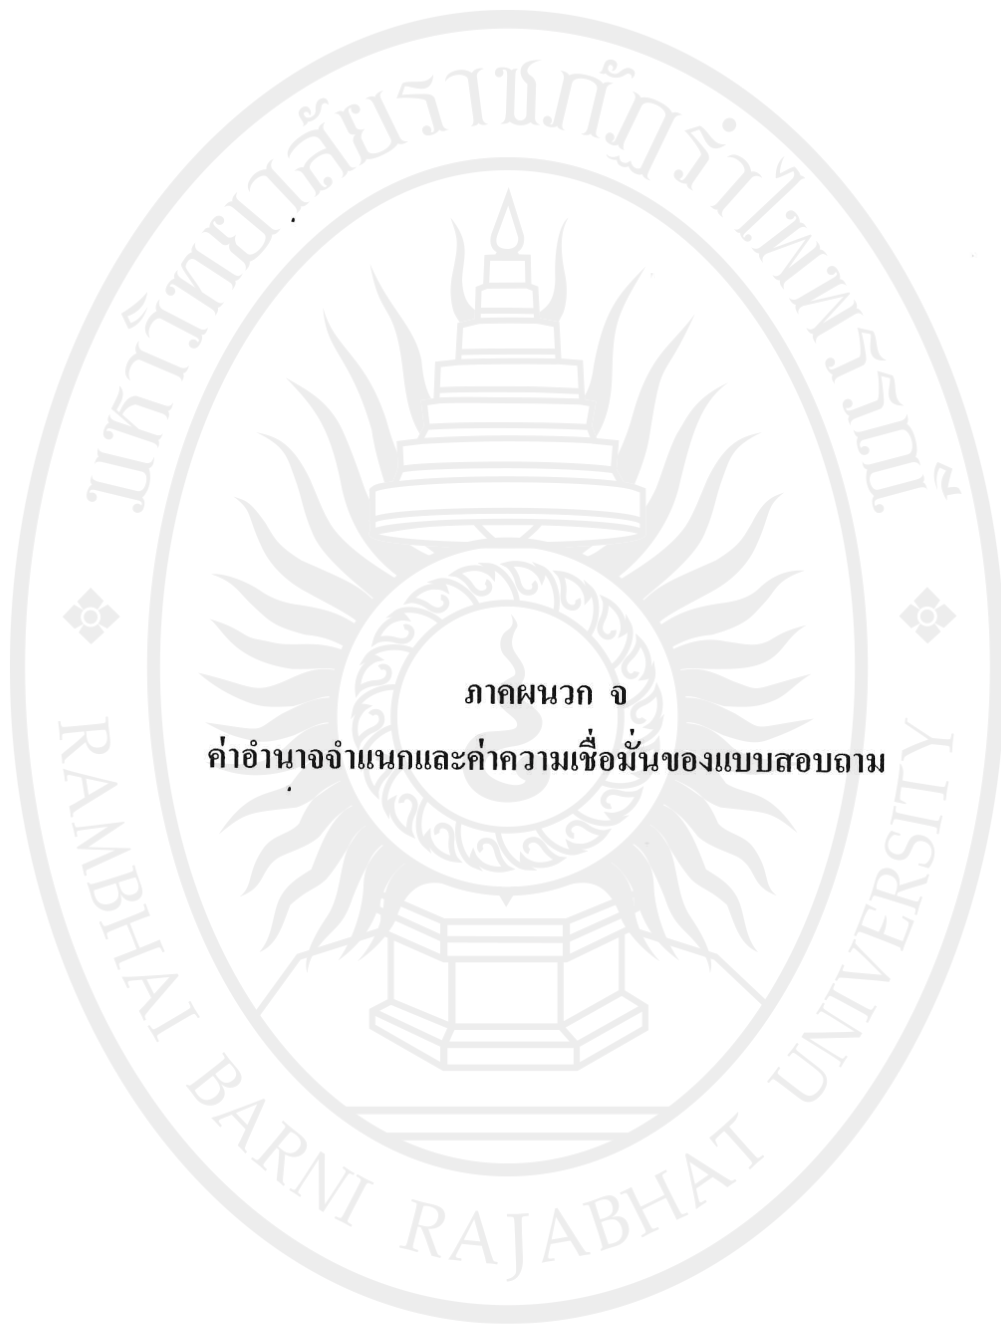 มหาวิทยาลัยราชภัฏรำไพพรรณี
ภาคผนวก จ
ค่าอำนาจจำแนกและค่าความเชื่อมั่นของแบบสอบถาม
RAMBHAI BARNI RAJABHAT UNIVERSITY